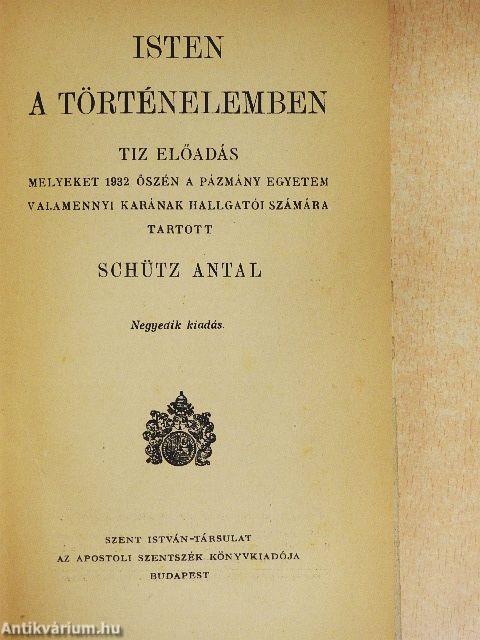 ISTEN
A TÖRTÉNELEMBEN
TIZ ELŐADÁS
MELYEKET 1932 ŐSZÉN A PÁZMÁNY EGYETEM
VALAMENNYI KARÁNAK HALLGATÓI SZÁMÁRA
TARTOTT
SCHÜTZ ANTAL
Negyedik kiadás.
SZENT ISTVÁN-TÁRSULAT
AZ APOSTOLI SZENTSZÉK KÖNYVKIADÓJA
BUDAPEST
Antikvárium.hu